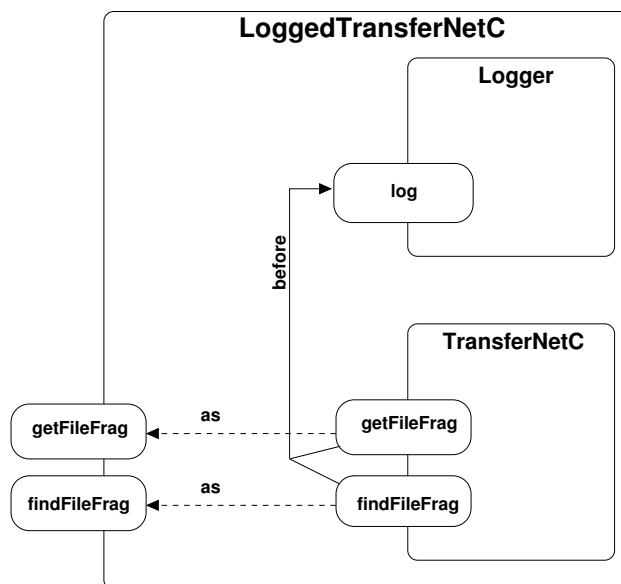 LoggedTransferNetC
Logger
log
before
TransferNetC
getFileFrag
as
getFileFrag
findFileFrag
as
findFileFrag